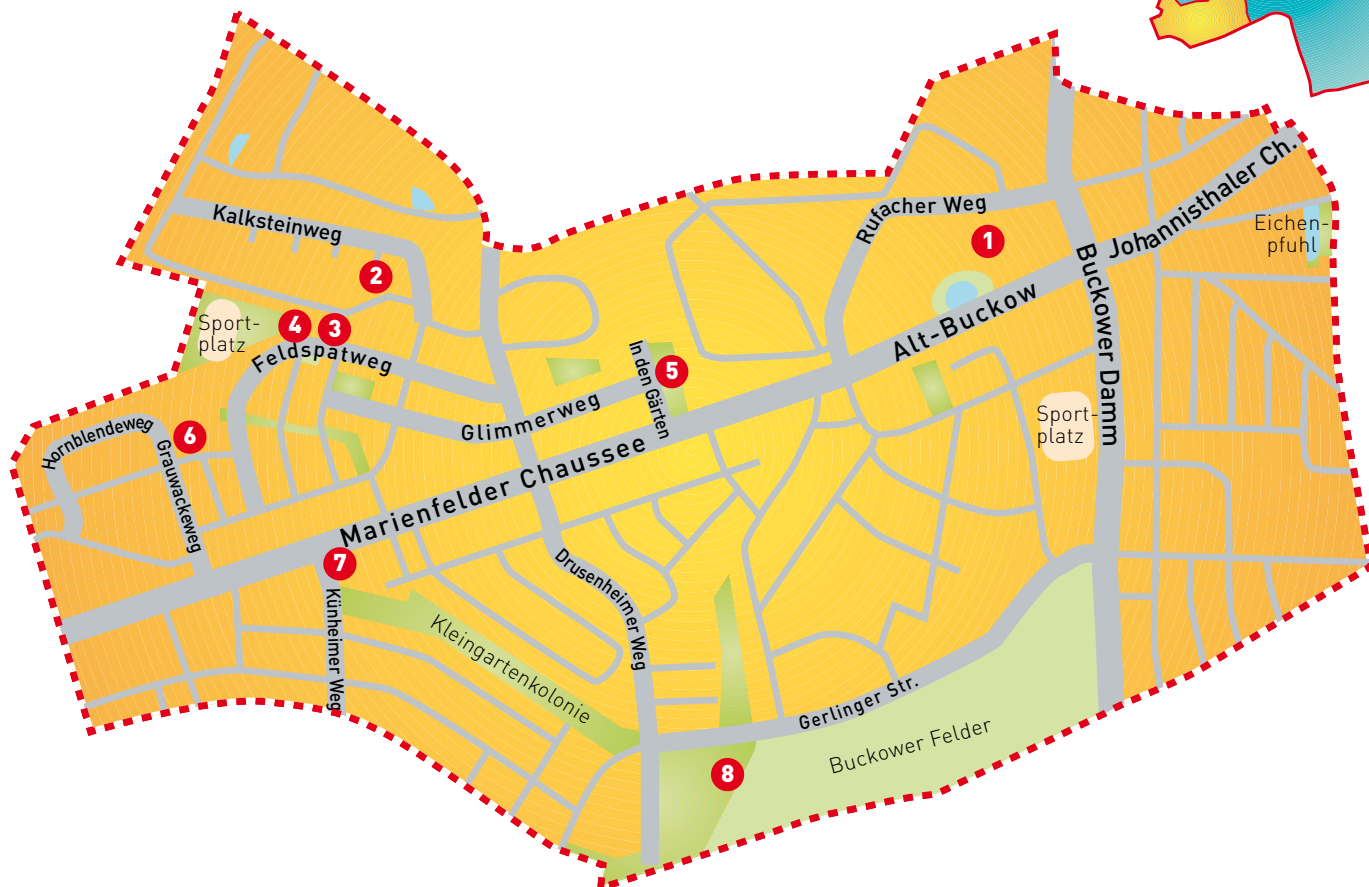 Johannisthaler Ch.
Kalksteinweg
Rufacher Weg
Eichen-
pfuhl
1
2
Buckower Damm
Alt-Buckow
Sport-
platz
4
3
Feldspatweg
In den Gärten
5
Glimmerweg
Sport-
platz
Hornblendeweg
6
Grauwackeweg
Marienfelder Chaussee
7
Drusenheimer Weg
Künheimer Weg
Kleingartenkolonie
Gerlinger Str.
Buckower Felder
8